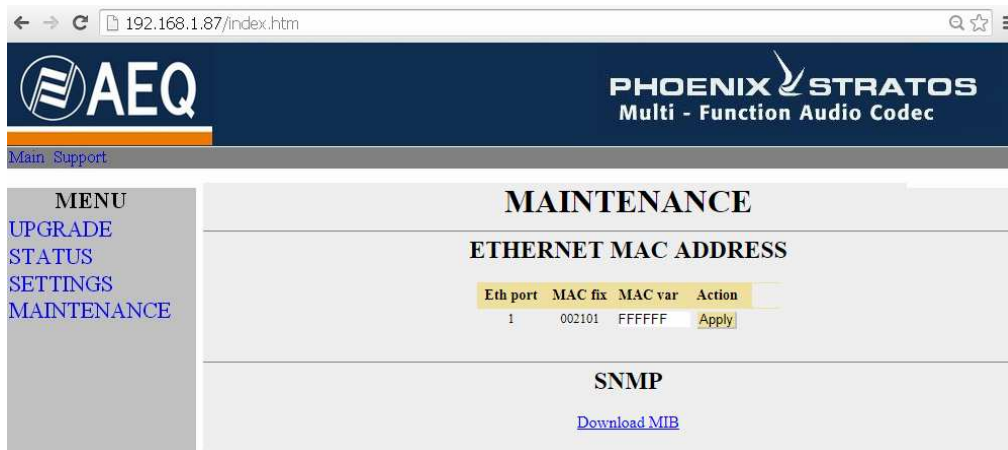 192.168.1.87/index.htm
AEQ
PHOENIX STRATOS
Multi - Function Audio Codec
Main Support
MENU
UPGRADE
STATUS
SETTINGS
MAINTENANCE
MAINTENANCE
ETHERNET MAC ADDRESS
Eth port MAC fix MAC var Action
1 002101 FFFFFF Apply
SNMP
Download MIB